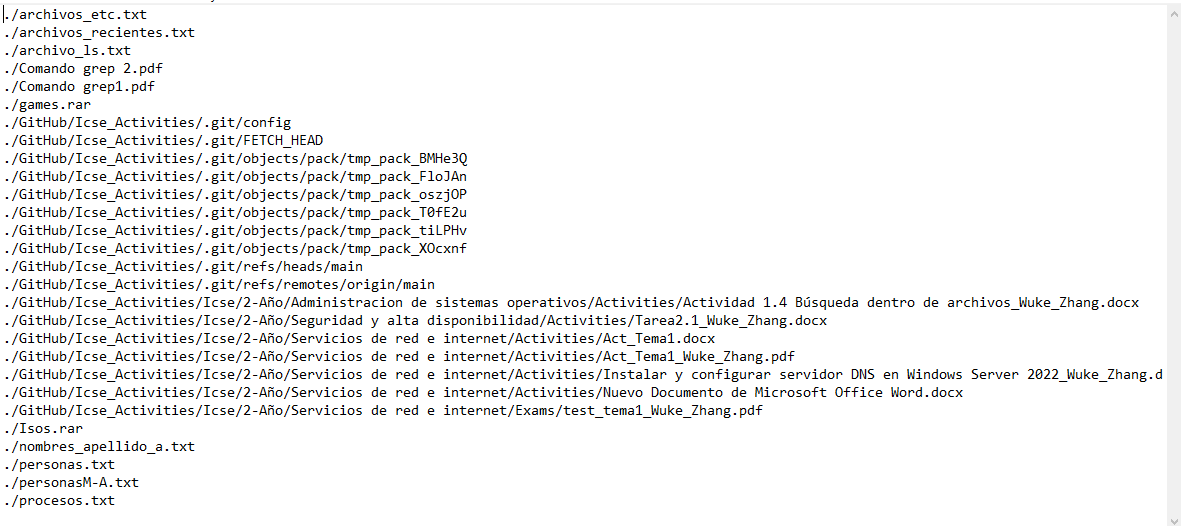 ./archivos_etc.txt
./archivos_recientes.txt
./archivo_ls.txt
./Comando grep 2.pdf
./Comando grep1.pdf
./games.rar
./GitHub/Icse_Activities/.git/config
./GitHub/Icse_Activities/.git/FETCH_HEAD
./GitHub/Icse_Activities/.git/objects/pack/tmp_pack_BMHe3Q
./GitHub/Icse_Activities/.git/objects/pack/tmp_pack_FloJAn
./GitHub/Icse_Activities/.git/objects/pack/tmp_pack_oszjOP
./GitHub/Icse_Activities/.git/objects/pack/tmp_pack_T0fE2u
./GitHub/Icse_Activities/.git/objects/pack/tmp_pack_tiLPHv
./GitHub/Icse_Activities/.git/objects/pack/tmp_pack_XOcxnf
./GitHub/Icse_Activities/.git/refs/heads/main
./GitHub/Icse_Activities/.git/refs/remotes/origin/main
./GitHub/Icse_Activities/Icse/2-Año/Administracion de sistemas operativos/Activities/Actividad 1.4 Búsqueda dentro de archivos_Wuke_Zhang.docx
./GitHub/Icse_Activities/Icse/2-Año/Seguridad y alta disponibilidad/Activities/Tarea2.1_Wuke_Zhang.docx
./GitHub/Icse_Activities/Icse/2-Año/Servicios de red e internet/Activities/Act_Tema1.docx
./GitHub/Icse_Activities/Icse/2-Año/Servicios de red e internet/Activities/Act_Tema1_Wuke_Zhang.pdf
./GitHub/Icse_Activities/Icse/2-Año/Servicios de red e internet/Activities/Instalar y configurar servidor DNS en Windows Server 2022_Wuke_Zhang.d
./GitHub/Icse_Activities/Icse/2-Año/Servicios de red e internet/Activities/Nuevo Documento de Microsoft Office Word.docx
./GitHub/Icse_Activities/Icse/2-Año/Servicios de red e internet/Exams/test_tema1_Wuke_Zhang.pdf
./Isos.rar
./nombres_apellido_a.txt
./personas.txt
./personasM-A.txt
./procesos.txt